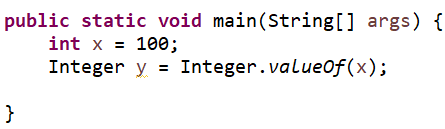 public static void main(String[] args) {
    int x = 100;
    Integer y = Integer.valueOf(x);
}